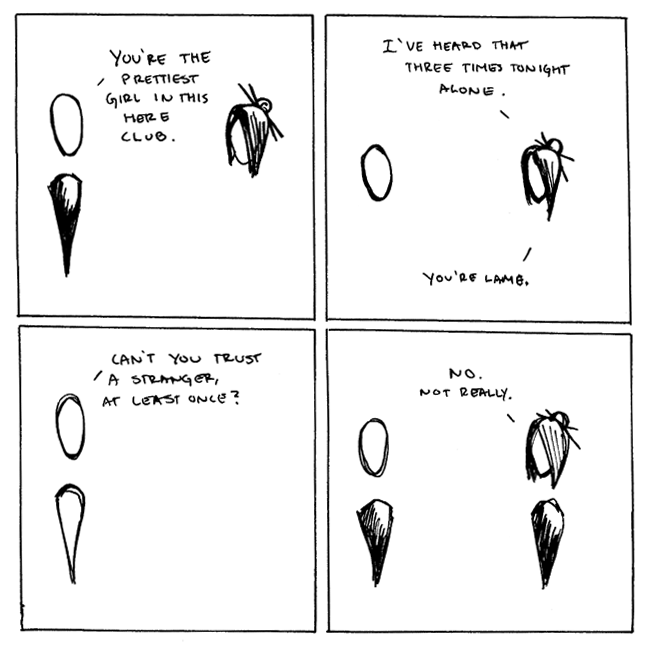 YOU'RE THE
PRETTIEST
GIRL IN THIS
HERE
CLUB.
I'VE HEARD THAT
THREE TIMES TONIGHT
ALONE.
YOU'RE LAME.
CAN'T YOU TRUST
A STRANGER,
AT LEAST ONCE?
NO.
NOT REALLY.